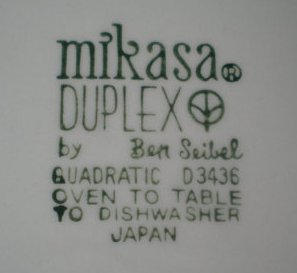 mikasa®
DUPLEX
by Ben Seibel
QUADRATIC D3436
OVEN TO TABLE
TO DISHWASHER
JAPAN